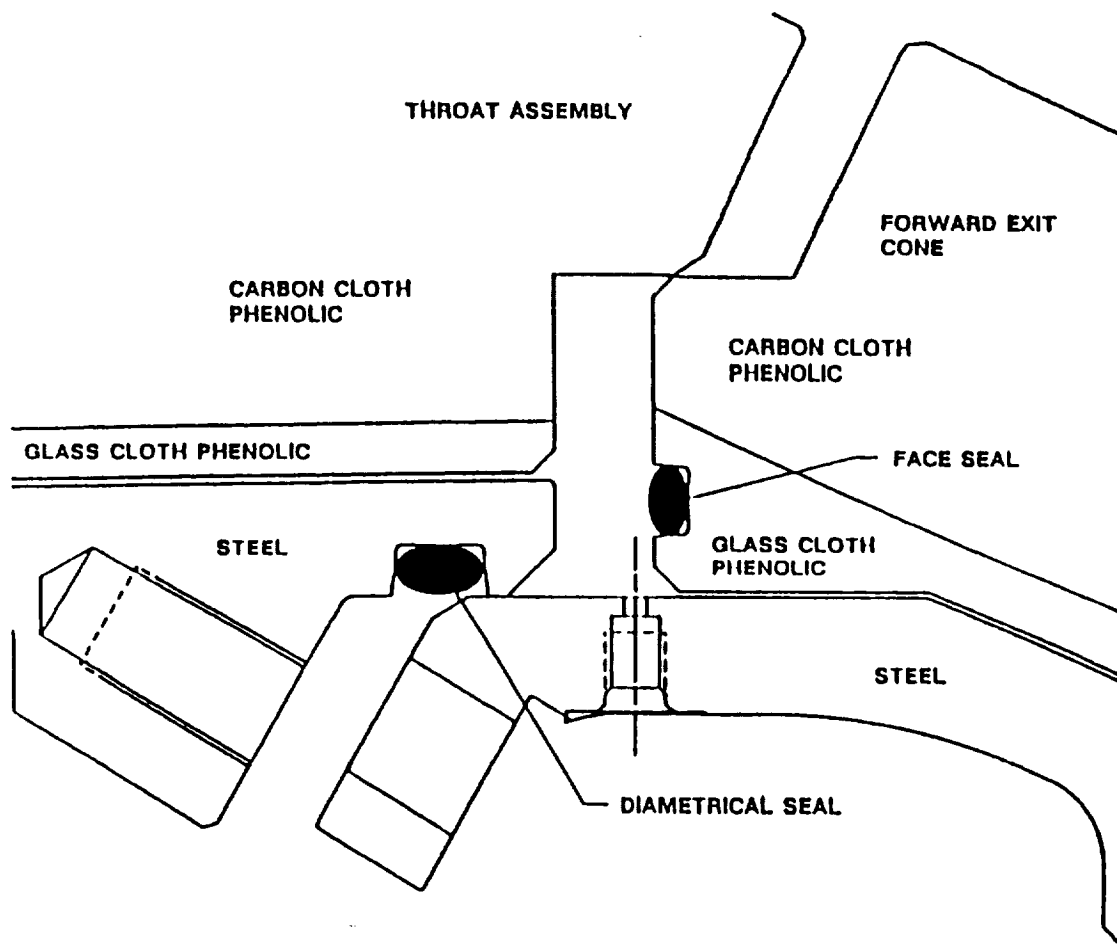 THROAT ASSEMBLY
FORWARD EXIT
CONE
CARBON CLOTH
PHENOLIC
CARBON CLOTH
PHENOLIC
GLASS CLOTH PHENOLIC
FACE SEAL
STEEL
GLASS CLOTH
PHENOLIC
STEEL
DIAMETRICAL SEAL